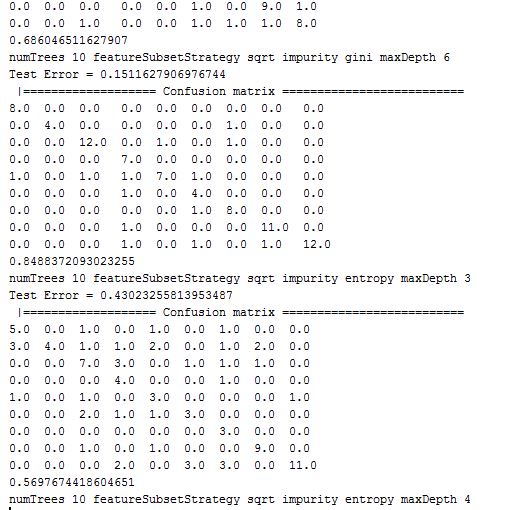 0.0 0.0 0.0 0.0 0.0 1.0 0.0 9.0 1.0
0.0 0.0 1.0 0.0 0.0 1.0 1.0 1.0 8.0
0.686046511627907
numTrees 10 featureSubsetStrategy sqrt impurity gini maxDepth 6
Test Error = 0.1511627906976744
|=================== Confusion matrix ==========================
8.0 0.0 0.0 0.0 0.0 0.0 0.0 0.0 0.0
0.0 4.0 0.0 0.0 0.0 0.0 1.0 0.0 0.0
0.0 0.0 12.0 0.0 1.0 0.0 1.0 0.0 0.0
0.0 0.0 0.0 7.0 0.0 0.0 0.0 0.0 0.0
1.0 0.0 1.0 1.0 7.0 1.0 0.0 0.0 0.0
0.0 0.0 0.0 1.0 0.0 4.0 0.0 0.0 0.0
0.0 0.0 0.0 0.0 0.0 1.0 8.0 0.0 0.0
0.0 0.0 0.0 1.0 0.0 0.0 0.0 11.0 0.0
0.0 0.0 0.0 1.0 0.0 1.0 0.0 1.0 12.0
0.8488372093023255
numTrees 10 featureSubsetStrategy sqrt impurity entropy maxDepth 3
Test Error = 0.43023255813953487
|=================== Confusion matrix ==========================
5.0 0.0 1.0 0.0 1.0 0.0 1.0 0.0 0.0
3.0 4.0 1.0 1.0 2.0 0.0 1.0 2.0 0.0
0.0 0.0 7.0 3.0 0.0 1.0 1.0 1.0 0.0
0.0 0.0 0.0 4.0 0.0 0.0 1.0 0.0 0.0
1.0 0.0 1.0 0.0 3.0 0.0 0.0 0.0 1.0
0.0 0.0 2.0 1.0 1.0 3.0 0.0 0.0 0.0
0.0 0.0 0.0 0.0 0.0 0.0 3.0 0.0 0.0
0.0 0.0 1.0 0.0 1.0 0.0 0.0 9.0 0.0
0.0 0.0 0.0 2.0 0.0 3.0 3.0 0.0 11.0
0.5697674418604651
numTrees 10 featureSubsetStrategy sqrt impurity entropy maxDepth 4